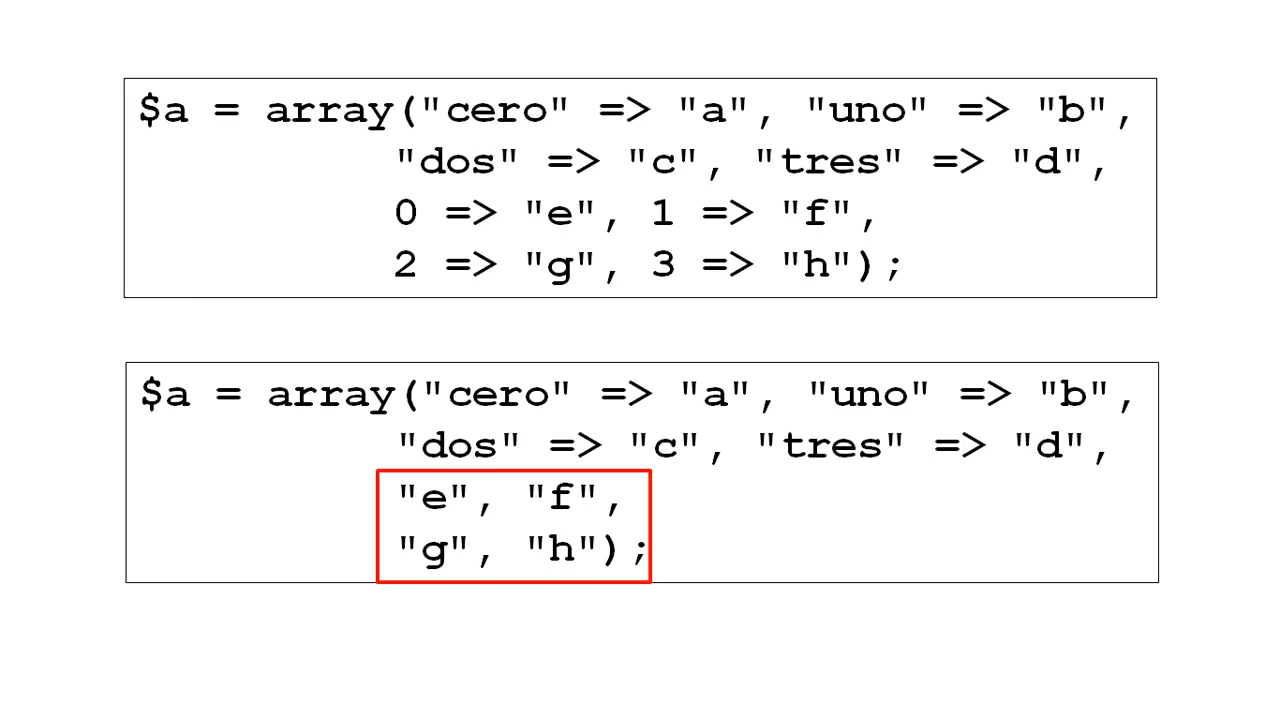 $a = array("cero" => "a", "uno" => "b",
"dos" => "c", "tres" => "d",
0 => "e", 1 => "f",
2 => "g", 3 => "h");
$a = array("cero" => "a", "uno" => "b",
"dos" => "c", "tres" => "d",
"e", "f",
"g", "h");